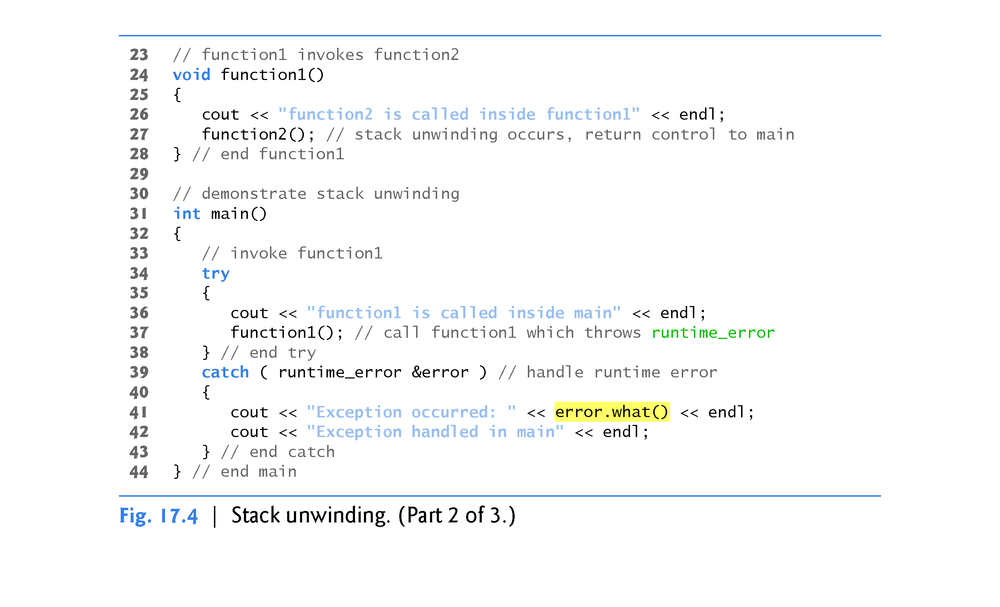 23 // function1 invokes function2
24 void function1()
25 {
26    cout << "function2 is called inside function1" << endl;
27    function2(); // stack unwinding occurs, return control to main
28 } // end function1
29
30 // demonstrate stack unwinding
31 int main()
32 {
33    // invoke function1
34    try
35    {
36       cout << "function1 is called inside main" << endl;
37       function1(); // call function1 which throws runtime_error
38    } // end try
39    catch ( runtime_error &error ) // handle runtime error
40    {
41       cout << "Exception occurred: " << error.what() << endl;
42       cout << "Exception handled in main" << endl;
43    } // end catch
44 } // end main
Fig. 17.4 | Stack unwinding. (Part 2 of 3.)